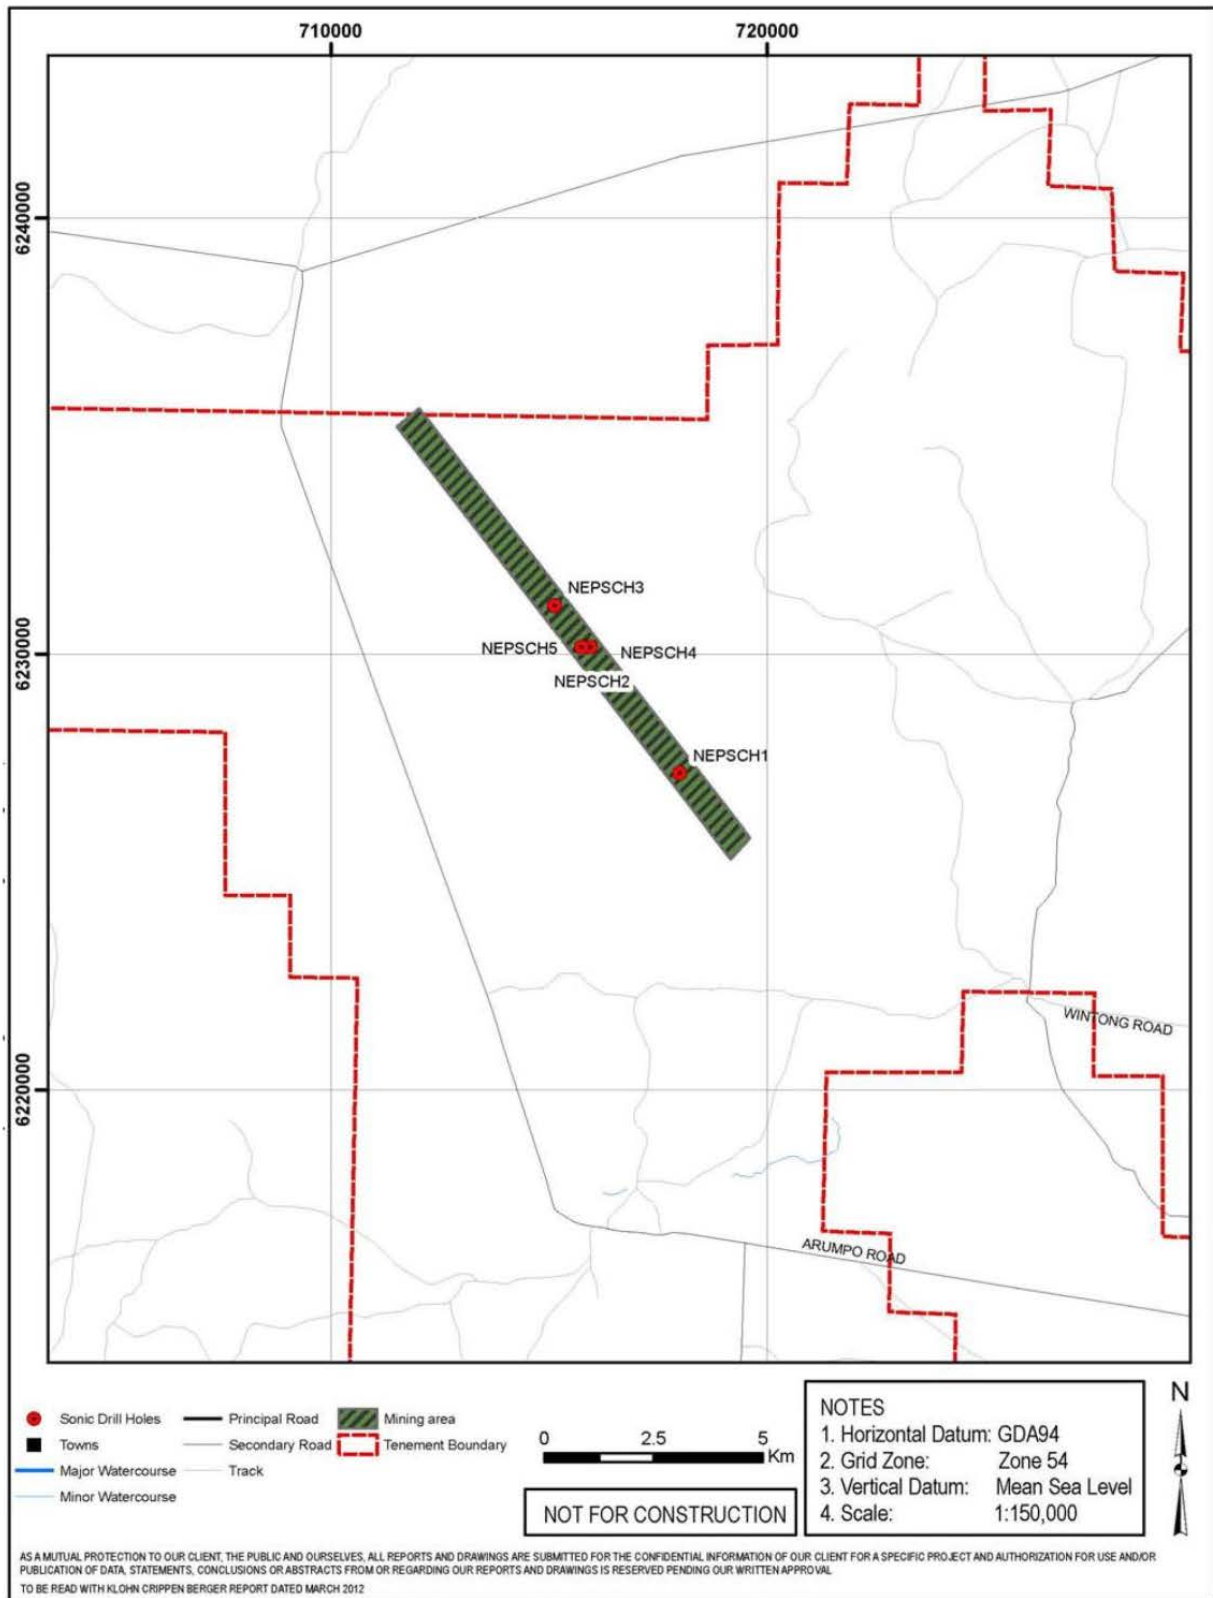 710000
720000
6240000
6230000
6220000
NEPSCH3
NEPSCH5
NEPSCH4
NEPSCH2
NEPSCH1
WINTONG ROAD
ARUMPO ROAD
Sonic Drill Holes
Principal Road
Mining area
Towns
Secondary Road
Tenement Boundary
Major Watercourse
Track
Minor Watercourse
0 2.5 5
Km
NOT FOR CONSTRUCTION
NOTES
1. Horizontal Datum: GDA94
2. Grid Zone: Zone 54
3. Vertical Datum: Mean Sea Level
4. Scale: 1:150,000
N
AS A MUTUAL PROTECTION TO OUR CLIENT, THE PUBLIC AND OURSELVES, ALL REPORTS AND DRAWINGS ARE SUBMITTED FOR THE CONFIDENTIAL INFORMATION OF OUR CLIENT FOR A SPECIFIC PROJECT AND AUTHORIZATION FOR USE AND/OR
PUBLICATION OF DATA, STATEMENTS, CONCLUSIONS OR ABSTRACTS FROM OR REGARDING OUR REPORTS AND DRAWINGS IS RESERVED PENDING OUR WRITTEN APPROVAL
TO BE READ WITH KLOHN CRIPPEN BERGER REPORT DATED MARCH 2012